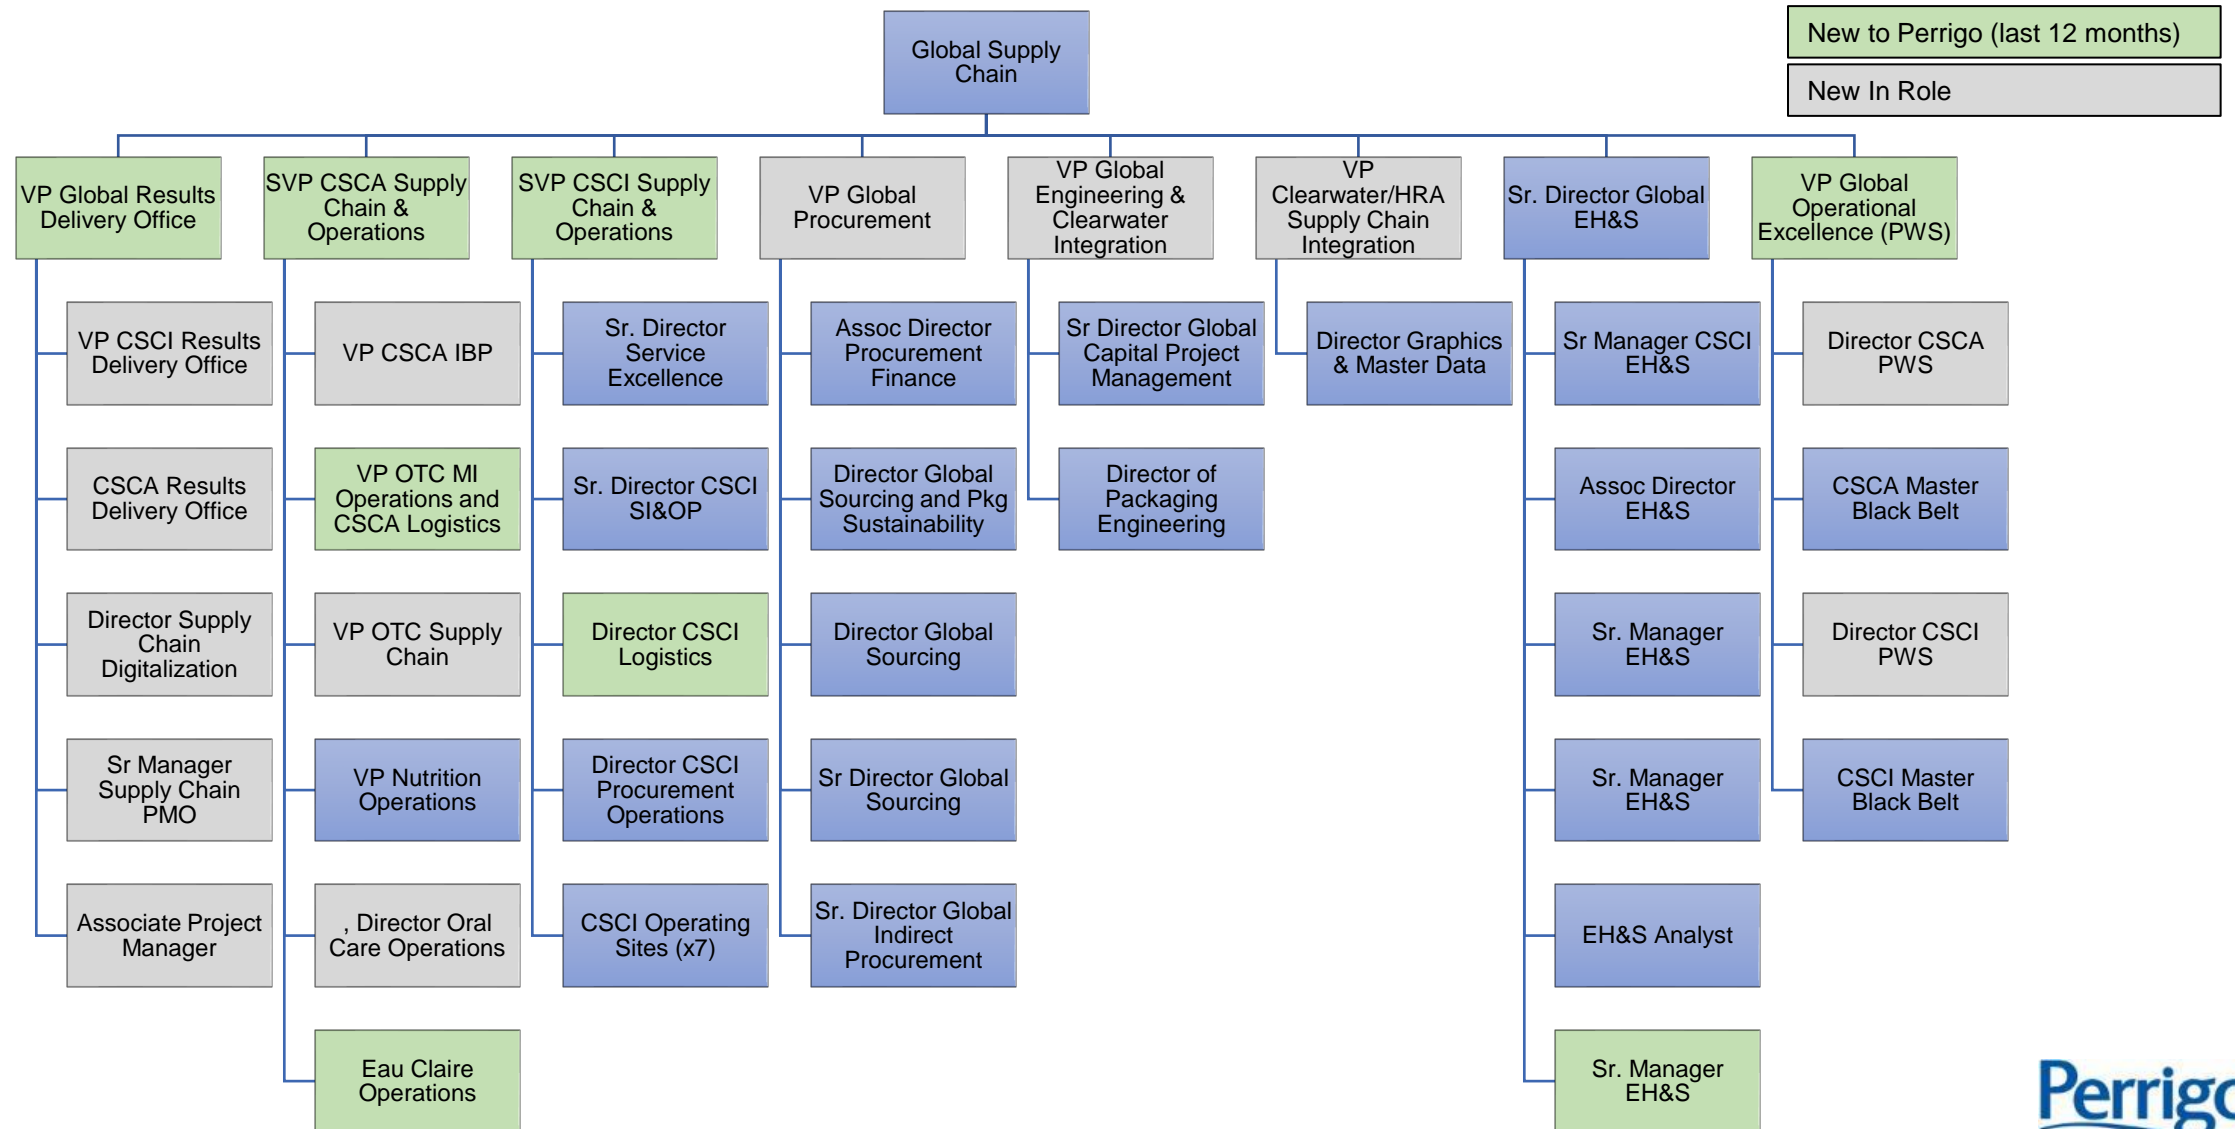 New to Perrigo (last 12 months)
New In Role
Global Supply
Chain
VP Global Results
Delivery Office
SVP CSCA Supply
Chain &
Operations
SVP CSCI Supply
Chain &
Operations
VP Global
Procurement
VP Global
Engineering &
Clearwater
Integration
VP
Clearwater/HRA
Supply Chain
Integration
Sr. Director Global
EH&S
VP Global
Operational
Excellence (PWS)
VP CSCI Results
Delivery Office
CSCA Results
Delivery Office
Director Supply
Chain
Digitalization
Sr Manager
Supply Chain
PMO
Associate Project
Manager
VP CSCA IBP
VP OTC MI
Operations and
CSCA Logistics
VP OTC Supply
Chain
VP Nutrition
Operations
, Director Oral
Care Operations
Eau Claire
Operations
Sr. Director
Service
Excellence
Sr. Director CSCI
SI&OP
Director CSCI
Logistics
Director CSCI
Procurement
Operations
CSCI Operating
Sites (x7)
Assoc Director
Procurement
Finance
Director Global
Sourcing and Pkg
Sustainability
Director Global
Sourcing
Sr Director Global
Sourcing
Sr. Director Global
Indirect
Procurement
Sr Director Global
Capital Project
Management
Director of
Packaging
Engineering
Director Graphics
& Master Data
Sr Manager CSCI
EH&S
Assoc Director
EH&S
Sr. Manager
EH&S
Sr. Manager
EH&S
EH&S Analyst
Sr. Manager
EH&S
Director CSCA
PWS
CSCA Master
Black Belt
Director CSCI
PWS
CSCI Master
Black Belt
Perrigo